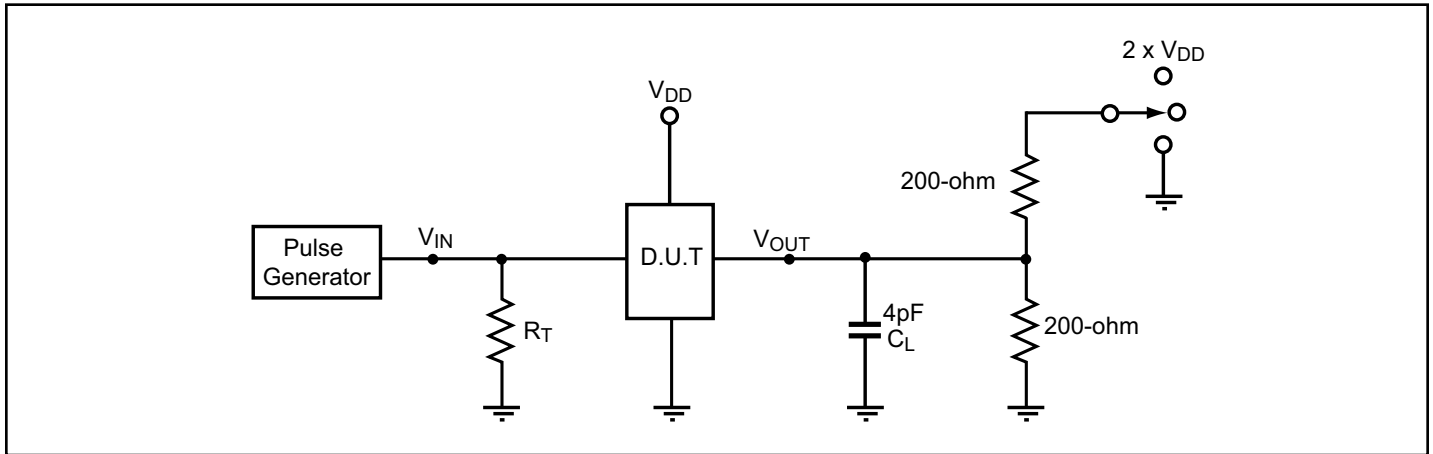 2 x VDD
VDD
200-ohm
Pulse
Generator
VIN
D.U.T
VOUT
RT
4pF
CL
200-ohm